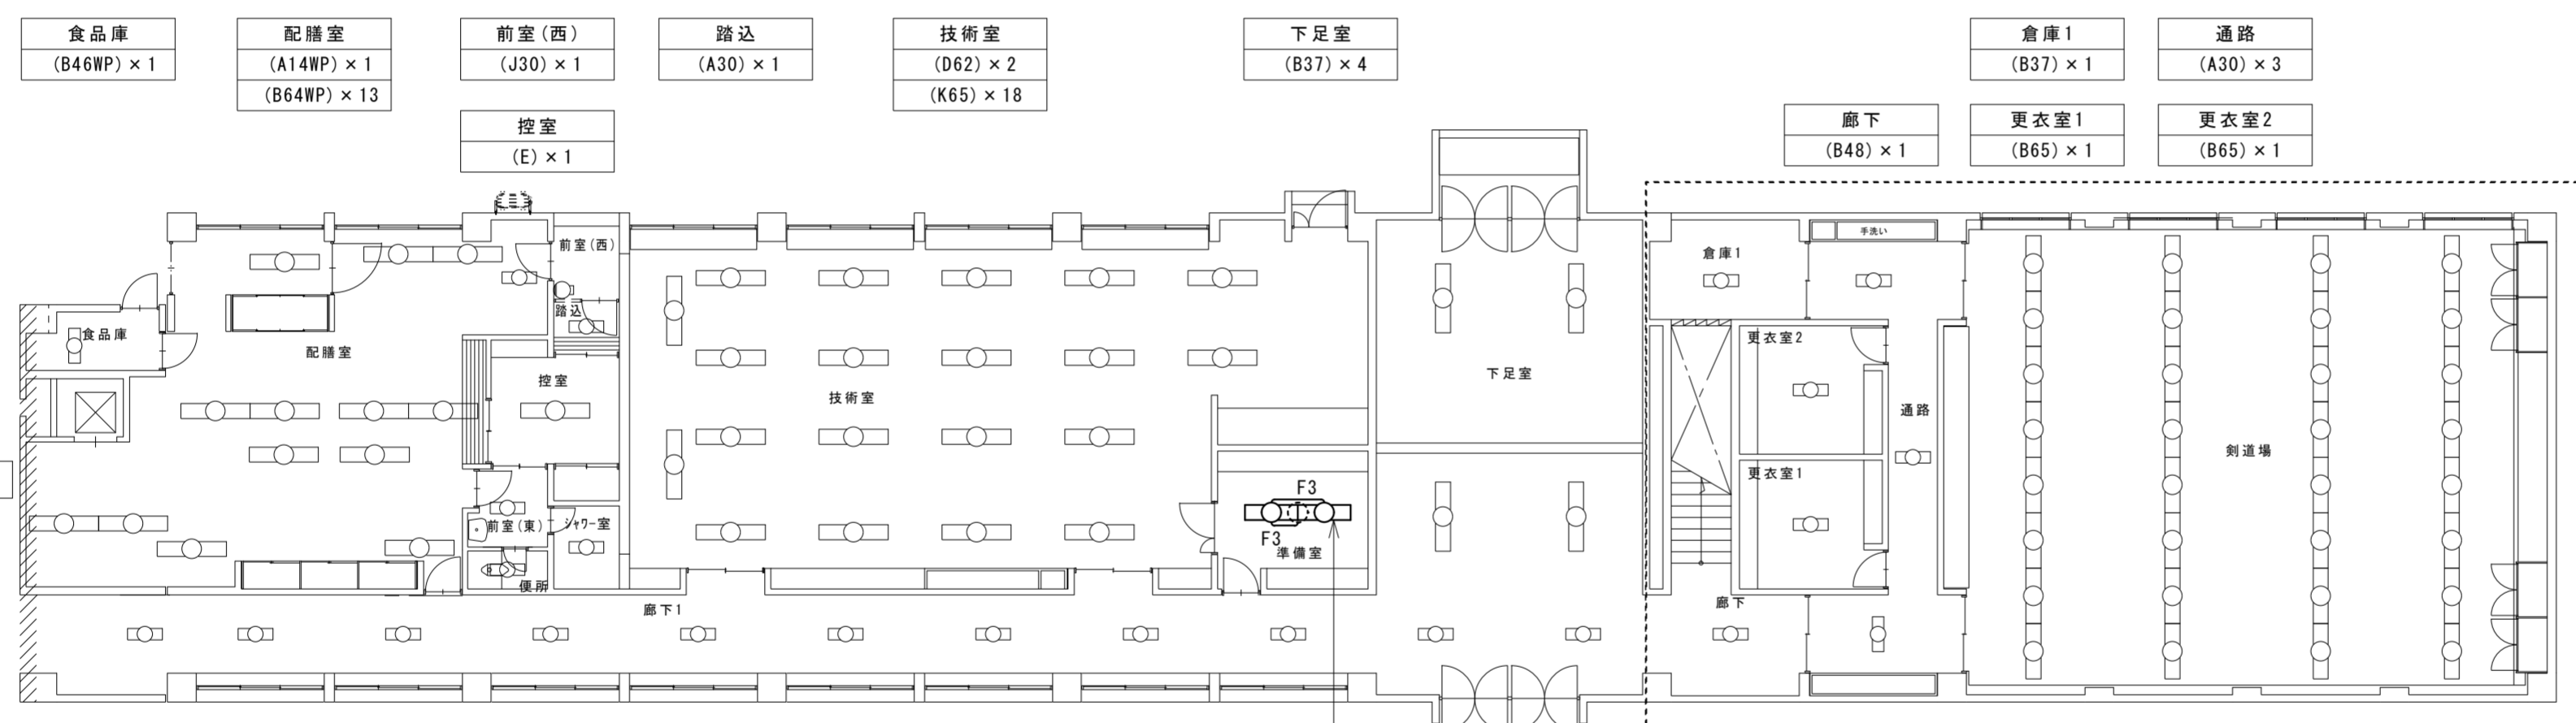 食品庫
(B46WP) × 1
配膳室
(A14WP) × 1
(B64WP) × 13
前室(西)
(J30) × 1
控室
(E) × 1
踏込
(A30) × 1
技術室
(D62) × 2
(K65) × 18
下足室
(B37) × 4
廊下
(B48) × 1
倉庫1
(B37) × 1
通路
(A30) × 3
更衣室1
(B65) × 1
更衣室2
(B65) × 1
前室(西)
手洗い
倉庫1
踏込
食品庫
配膳室
更衣室2
控室
下足室
技術室
通路
剣道場
更衣室1
F3
前室(東)
シャワー室
F3
準備室
便所
廊下1
廊下